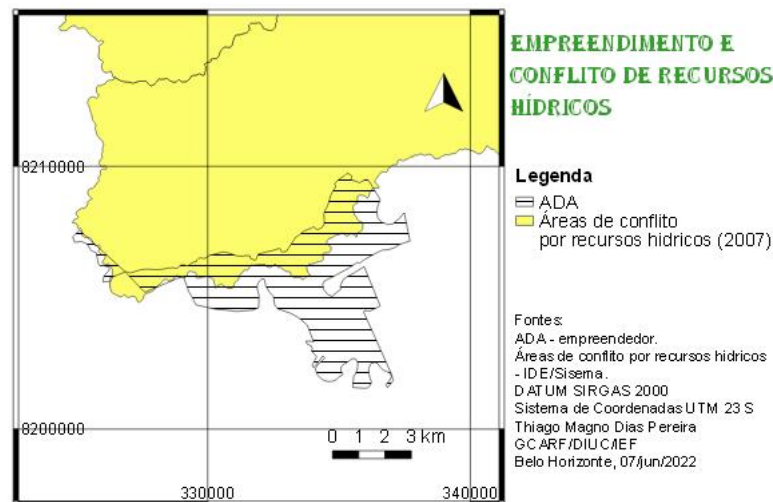 EMPREENDIMENTO E
CONFLITO DE RECURSOS
HÍDRICOS
8210000
Legenda
ADA
Áreas de conflito
por recursos hidricos (2007)
Fontes:
ADA - empreendedor.
Áreas de conflito por recursos hidricos
- IDE/Sisema.
DATUM SIRGAS 2000
Sistema de Coordenadas UTM 23 S
Thiago Magno Dias Pereira
GCARF/DIUC/IEF
Belo Horizonte, 07/jun/2022
8200000
0 1 2 3 km
330000
340000